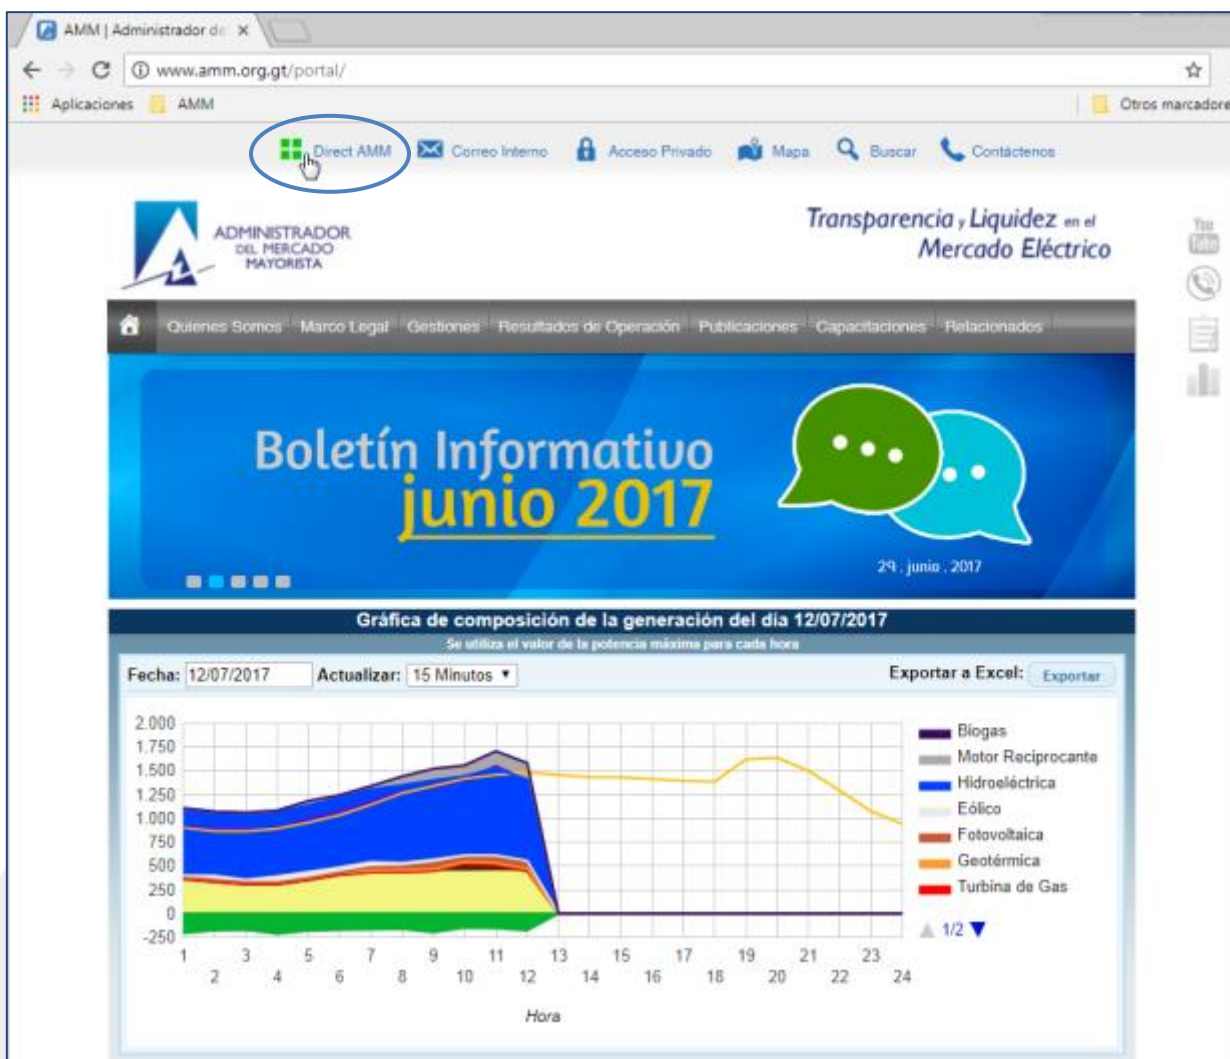 AMM | Administrador de
www.amm.org.gt/portal/
Aplicaciones AMM Otros marcadore
Direct AMM Correo Interno Acceso Privado Mapa Buscar Contáctenos
ADMINISTRADOR
DEL MERCADO
MAYORISTA
Transparencia y Liquidez en el
Mercado Eléctrico
You
Tube
Quienes Somos Marco Legal Gestiones Resultados de Operación Publicaciones Capacitaciones Relacionados
Boletín Informativo
junio 2017
29 . junio . 2017
Gráfica de composición de la generación del día 12/07/2017
Se utiliza el valor de la potencia máxima para cada hora
Fecha: 12/07/2017 Actualizar: 15 Minutos Exportar a Excel: Exportar
2.000
1.750
1.500
1.250
1.000
750
500
250
0
-250
Biogas
Motor Reciprocante
Hidroeléctrica
Eólico
Fotovoltaica
Geotérmica
Turbina de Gas
1/2
1 3 5 7 9 11 13 15 17 19 21 23
2 4 6 8 10 12 14 16 18 20 22 24
Hora